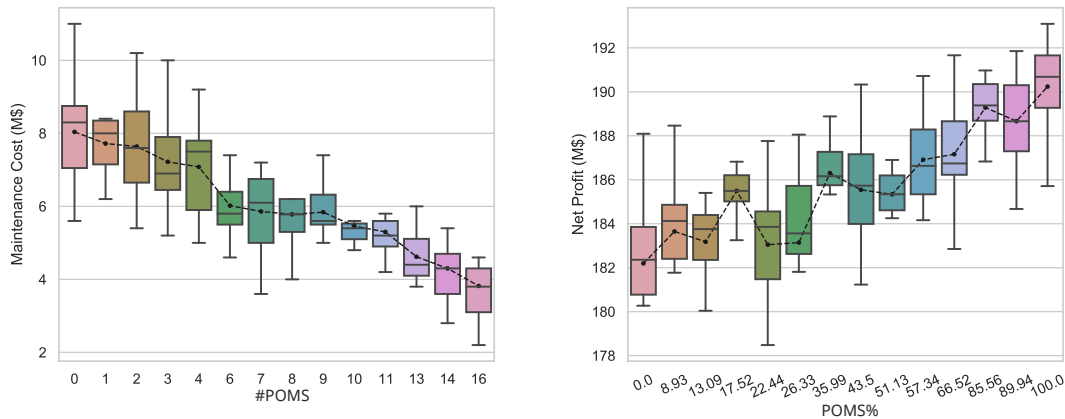 Maintenance Cost (M$)
10
8
6
4
2
0 1 2 3 4 6 7 8 9 10 11 13 14 16
#POMS
Net Profit (M$)
192
190
188
186
184
182
180
178
0.0 8.93 13.09 17.52 22.44 26.33 35.99 43.5 51.13 57.34 66.52 85.56 89.94 100.0
POMS%